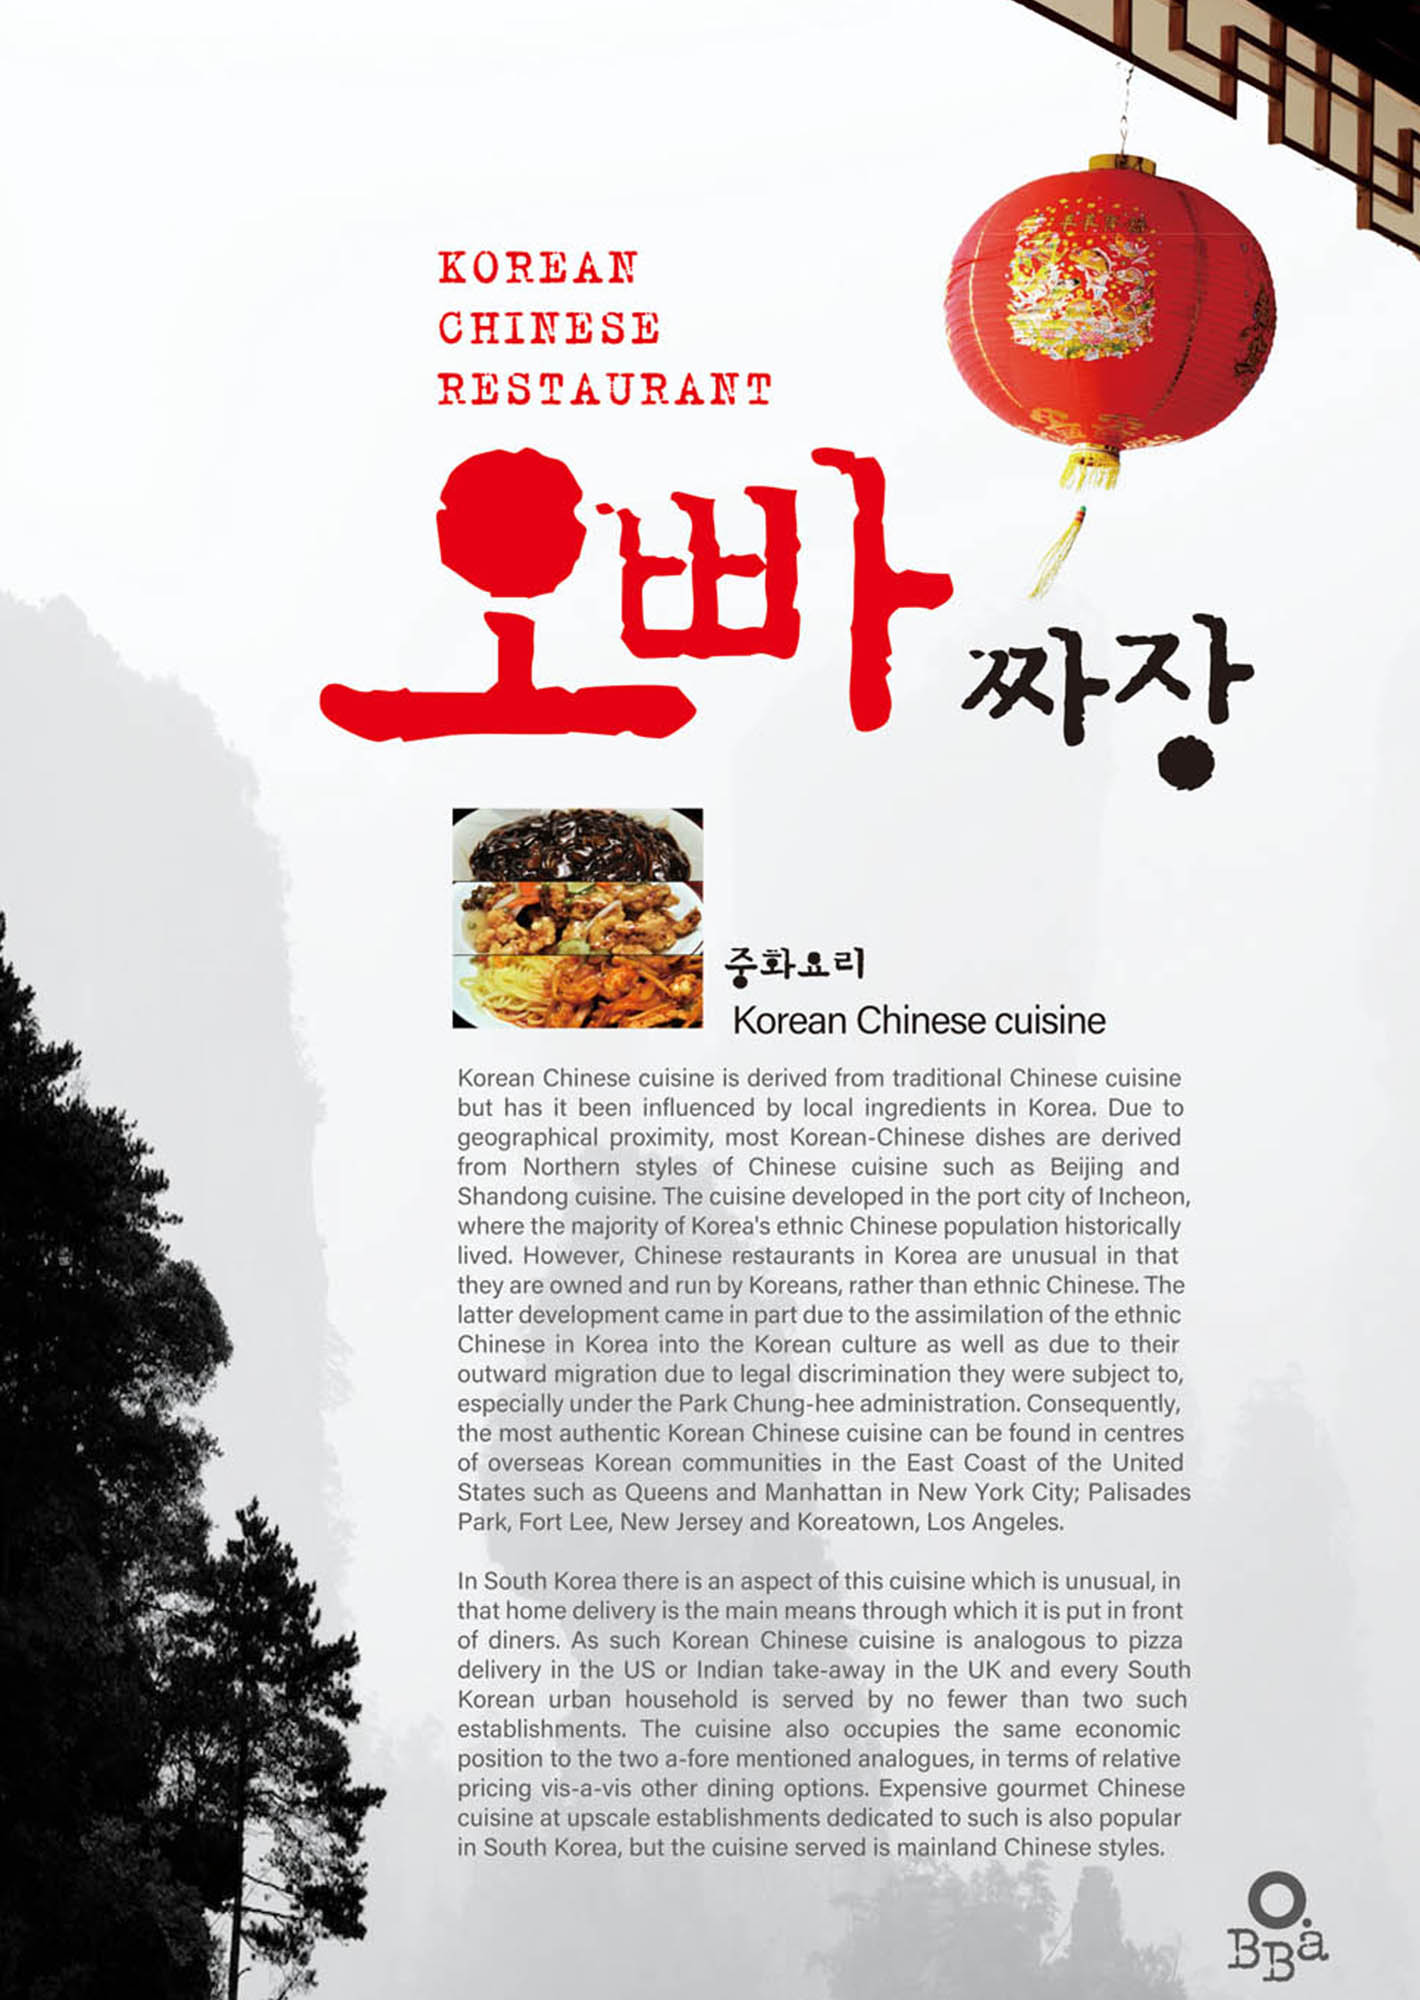 KOREAN
CHINESE
RESTAURANT
오빠
짜장
중화요리
Korean Chinese cuisine
Korean Chinese cuisine is derived from traditional Chinese cuisine
but has it been influenced by local ingredients in Korea. Due to
geographical proximity, most Korean-Chinese dishes are derived
from Northern styles of Chinese cuisine such as Beijing and
Shandong cuisine. The cuisine developed in the port city of Incheon,
where the majority of Korea's ethnic Chinese population historically
lived. However, Chinese restaurants in Korea are unusual in that
they are owned and run by Koreans, rather than ethnic Chinese. The
latter development came in part due to the assimilation of the ethnic
Chinese in Korea into the Korean culture as well as due to their
outward migration due to legal discrimination they were subject to,
especially under the Park Chung-hee administration. Consequently,
the most authentic Korean Chinese cuisine can be found in centres
of overseas Korean communities in the East Coast of the United
States such as Queens and Manhattan in New York City; Palisades
Park, Fort Lee, New Jersey and Koreatown, Los Angeles.
In South Korea there is an aspect of this cuisine which is unusual, in
that home delivery is the main means through which it is put in front
of diners. As such Korean Chinese cuisine is analogous to pizza
delivery in the US or Indian take-away in the UK and every South
Korean urban household is served by no fewer than two such
establishments. The cuisine also occupies the same economic
position to the two a-fore mentioned analogues, in terms of relative
pricing vis-a-vis other dining options. Expensive gourmet Chinese
cuisine at upscale establishments dedicated to such is also popular
in South Korea, but the cuisine served is mainland Chinese styles.
O.
BBa